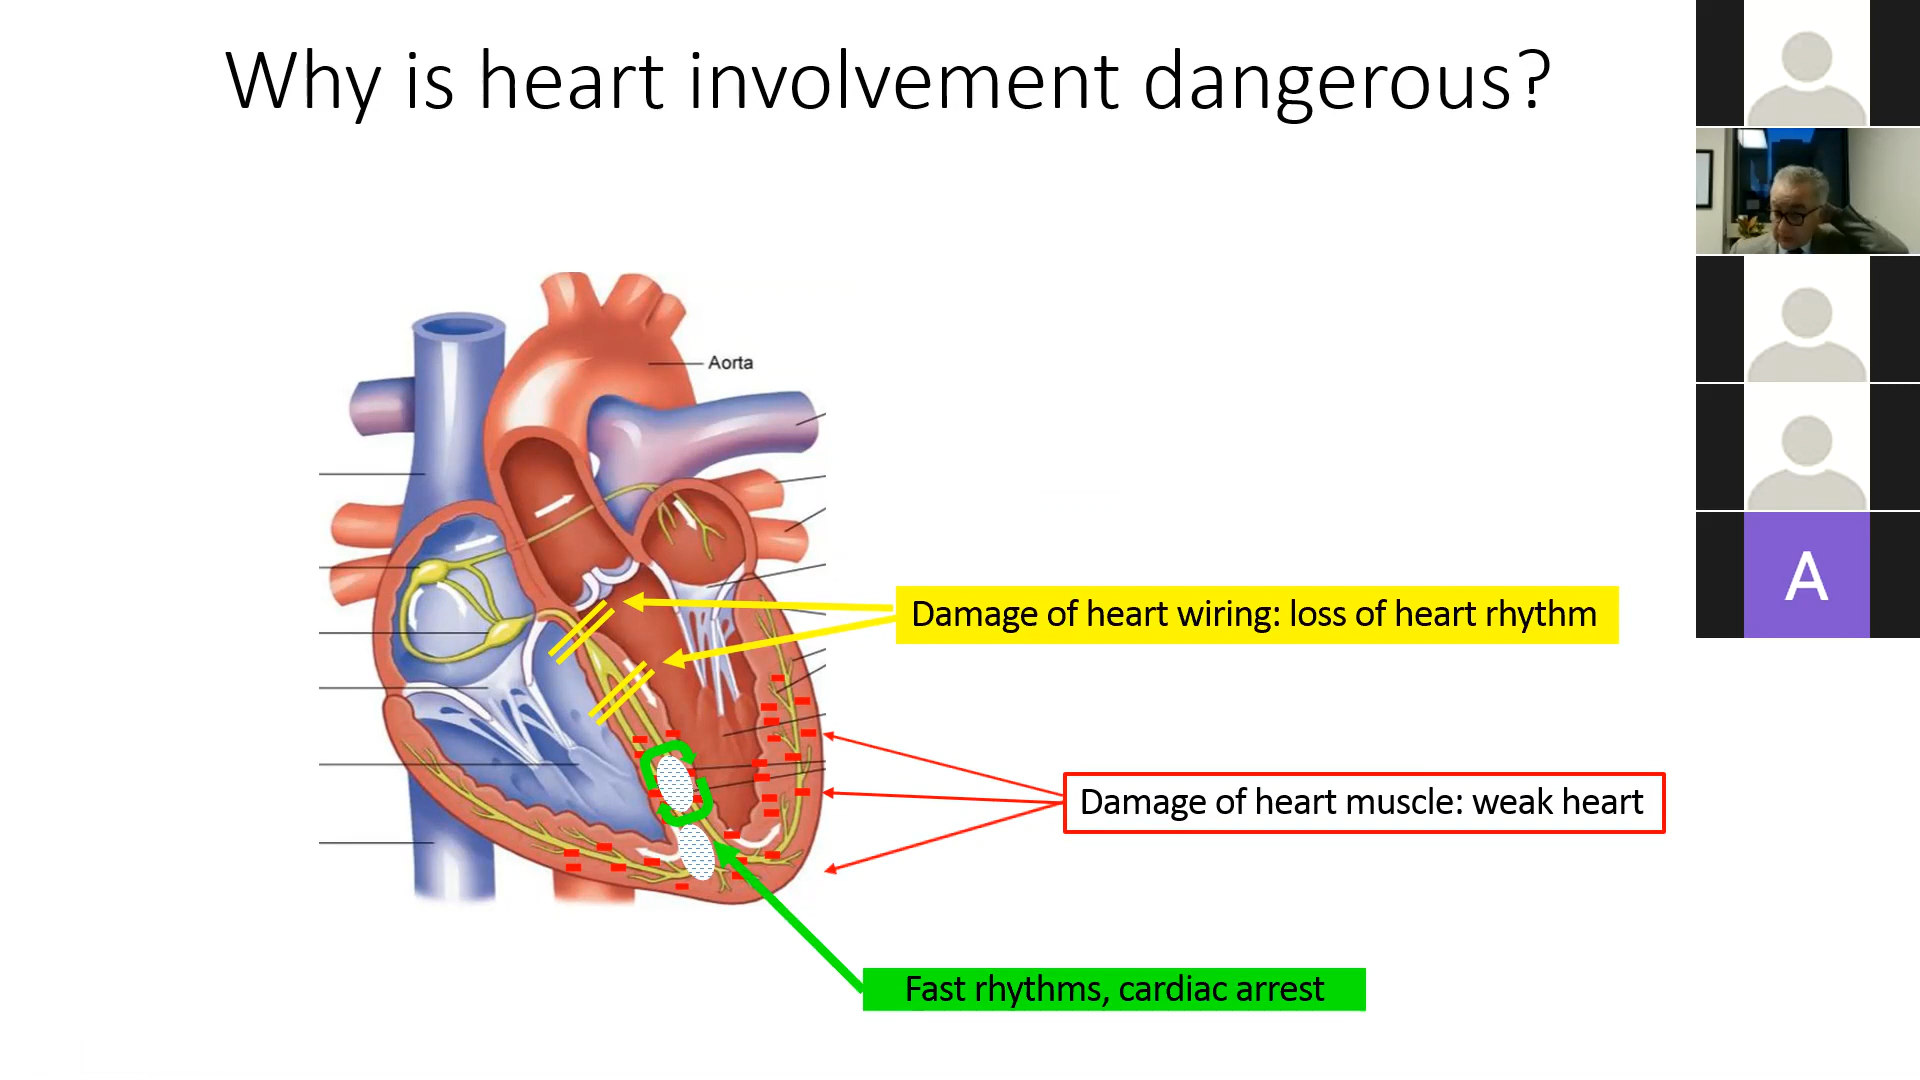 Why is heart involvement dangerous?
Aorta
Damage of heart wiring: loss of heart rhythm
Damage of heart muscle: weak heart
Fast rhythms, cardiac arrest
A